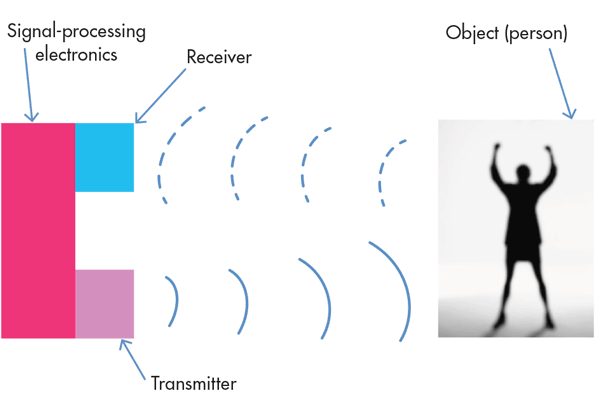 Signal-processing
electronics
Receiver
Object (person)
Transmitter